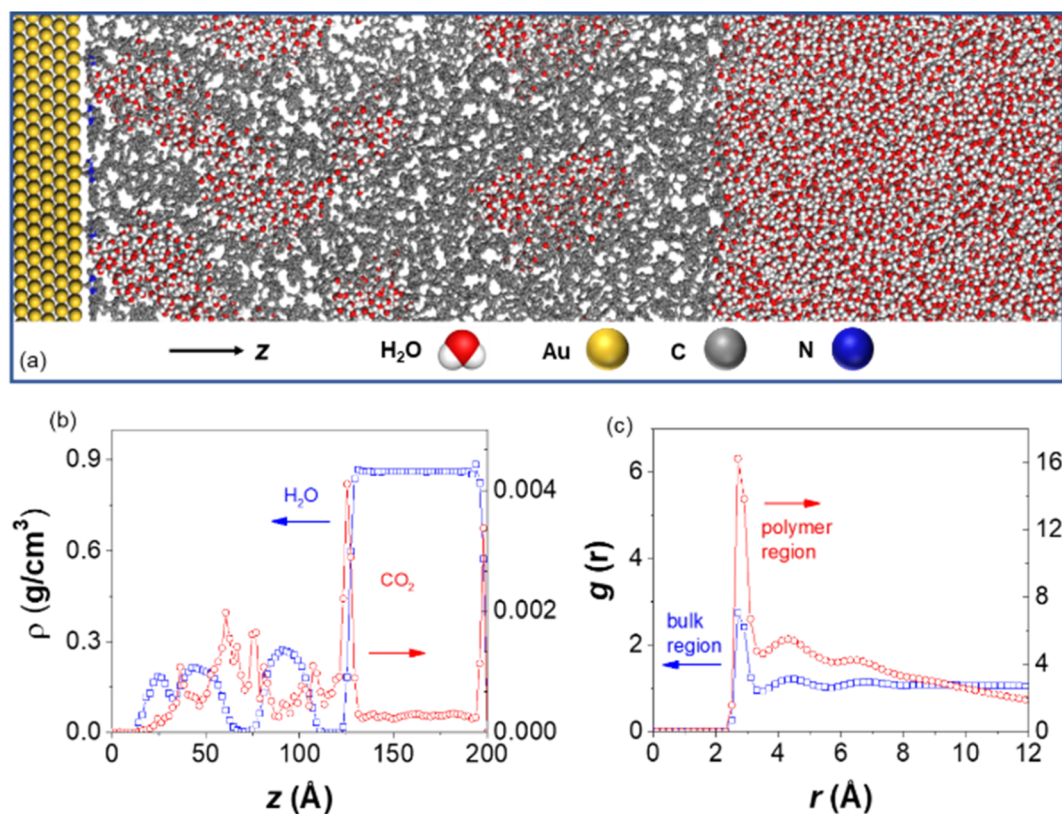 (a)
z
H₂O
Au
C
N
(b)
ρ (g/cm³)
0.9
0.6
0.3
0.0
H₂O
CO₂
0.004
0.002
0.000
0
50
100
150
200
z (Å)
(c)
g (r)
6
4
2
0
polymer
region
bulk
region
16
12
8
4
0
0
2
4
6
8
10
12
r (Å)